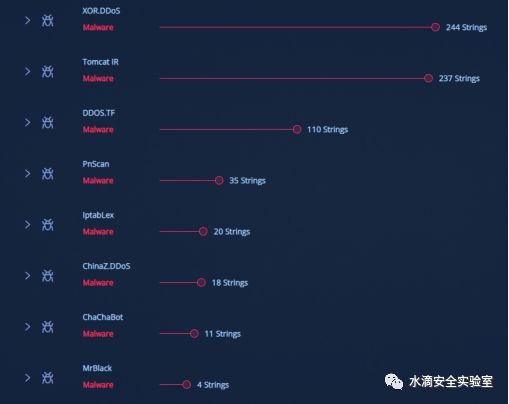 XOR.DDoS
Malware
244 Strings
Tomcat IR
Malware
237 Strings
DDOS.TF
Malware
110 Strings
PnScan
Malware
35 Strings
IptabLex
Malware
20 Strings
ChinaZ.DDoS
Malware
18 Strings
ChaChaBot
Malware
11 Strings
MrBlack
Malware
4 Strings
水滴安全实验室